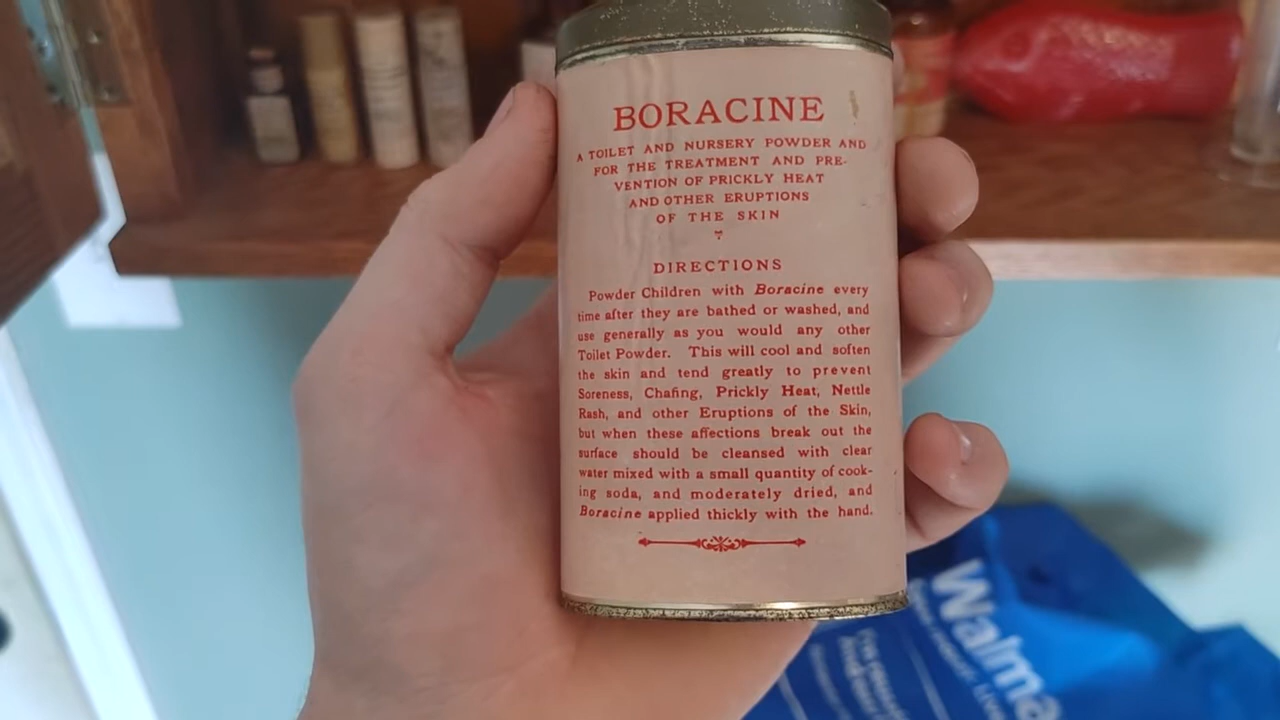 BORACINE
A TOILET AND NURSERY POWDER AND
FOR THE TREATMENT AND PRE-
VENTION OF PRICKLY HEAT
AND OTHER ERUPTIONS
OF THE SKIN
DIRECTIONS
Powder Children with Boracine every
time after they are bathed or washed, and
use generally as you would any other
Toilet Powder. This will cool and soften
the skin and tend greatly to prevent
Soreness, Chafing, Prickly Heat, Nettle
Rash, and other Eruptions of the Skin,
but when these affections break out the
surface should be cleansed with clear
water mixed with a small quantity of cook-
ing soda, and moderately dried, and
Boracine applied thickly with the hand.
Walma